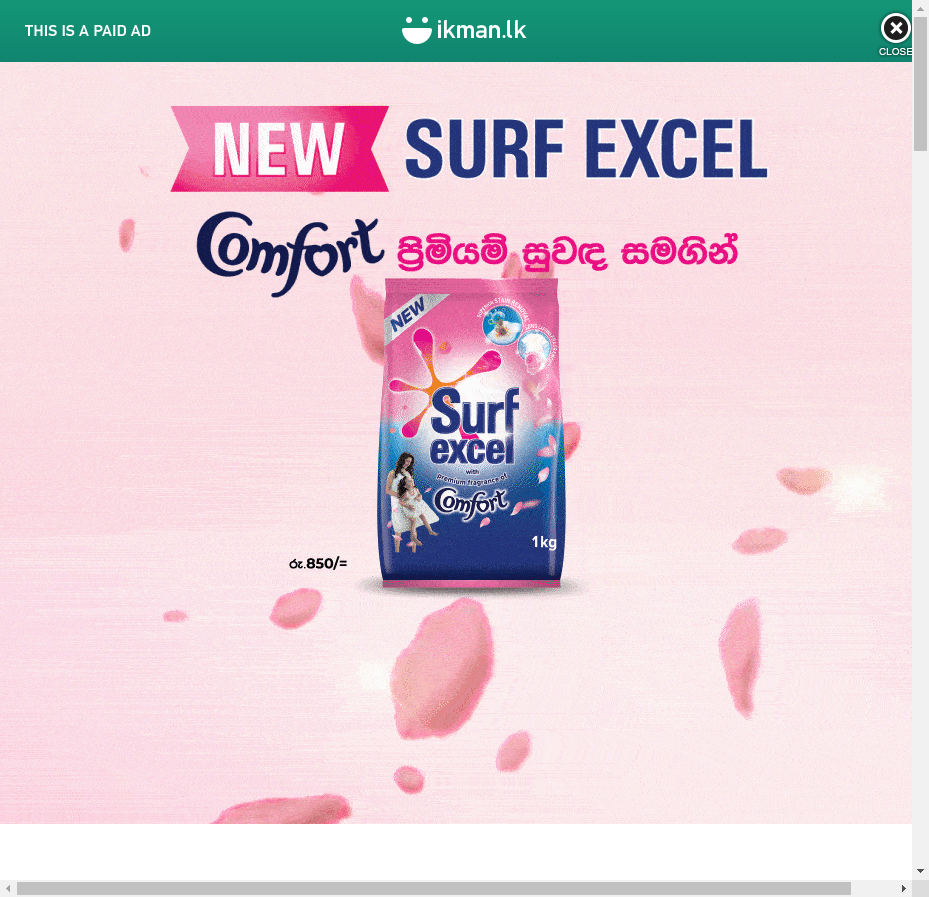 THIS IS A PAID AD
ikman.lk
CLOSE
NEW SURF EXCEL
Comfort ප්‍රිමියම් සුවඳ සමගින්
NEW
SUPERIOR STAIN REMOVAL
Surf
excel
with
premium fragrance of
Comfort
1kg
රු.850/=